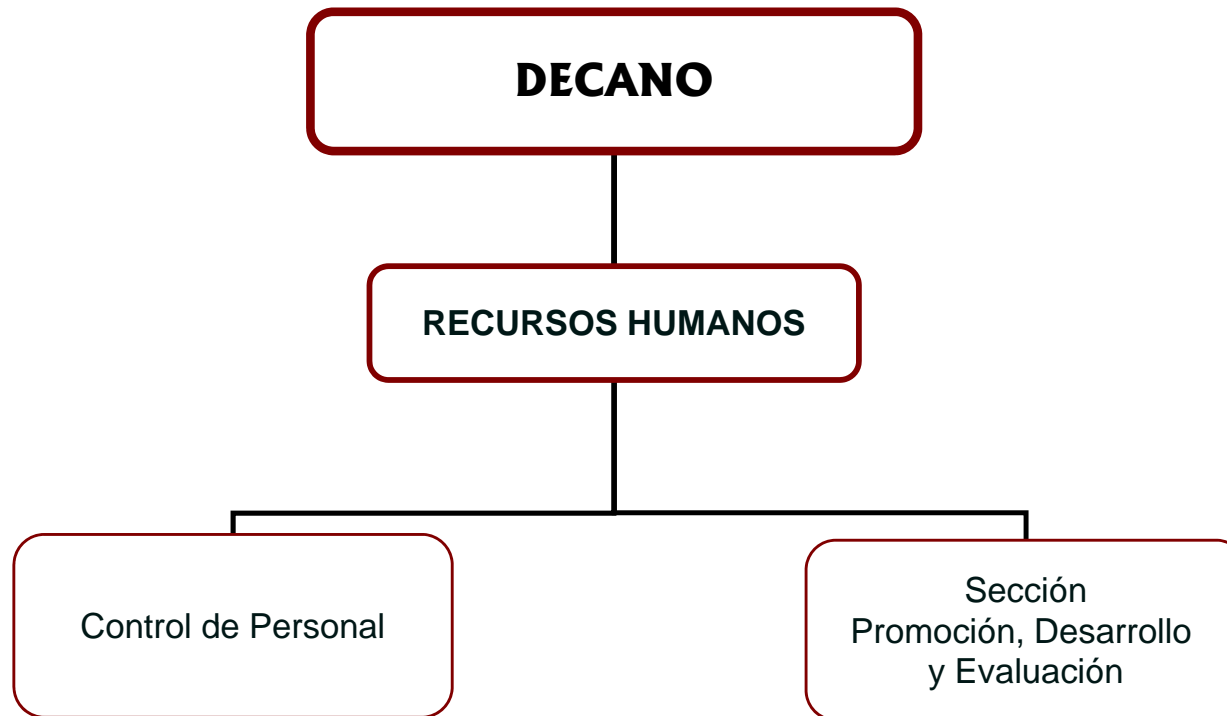 DECANO
RECURSOS HUMANOS
Control de Personal
Sección
Promoción, Desarrollo
y Evaluación